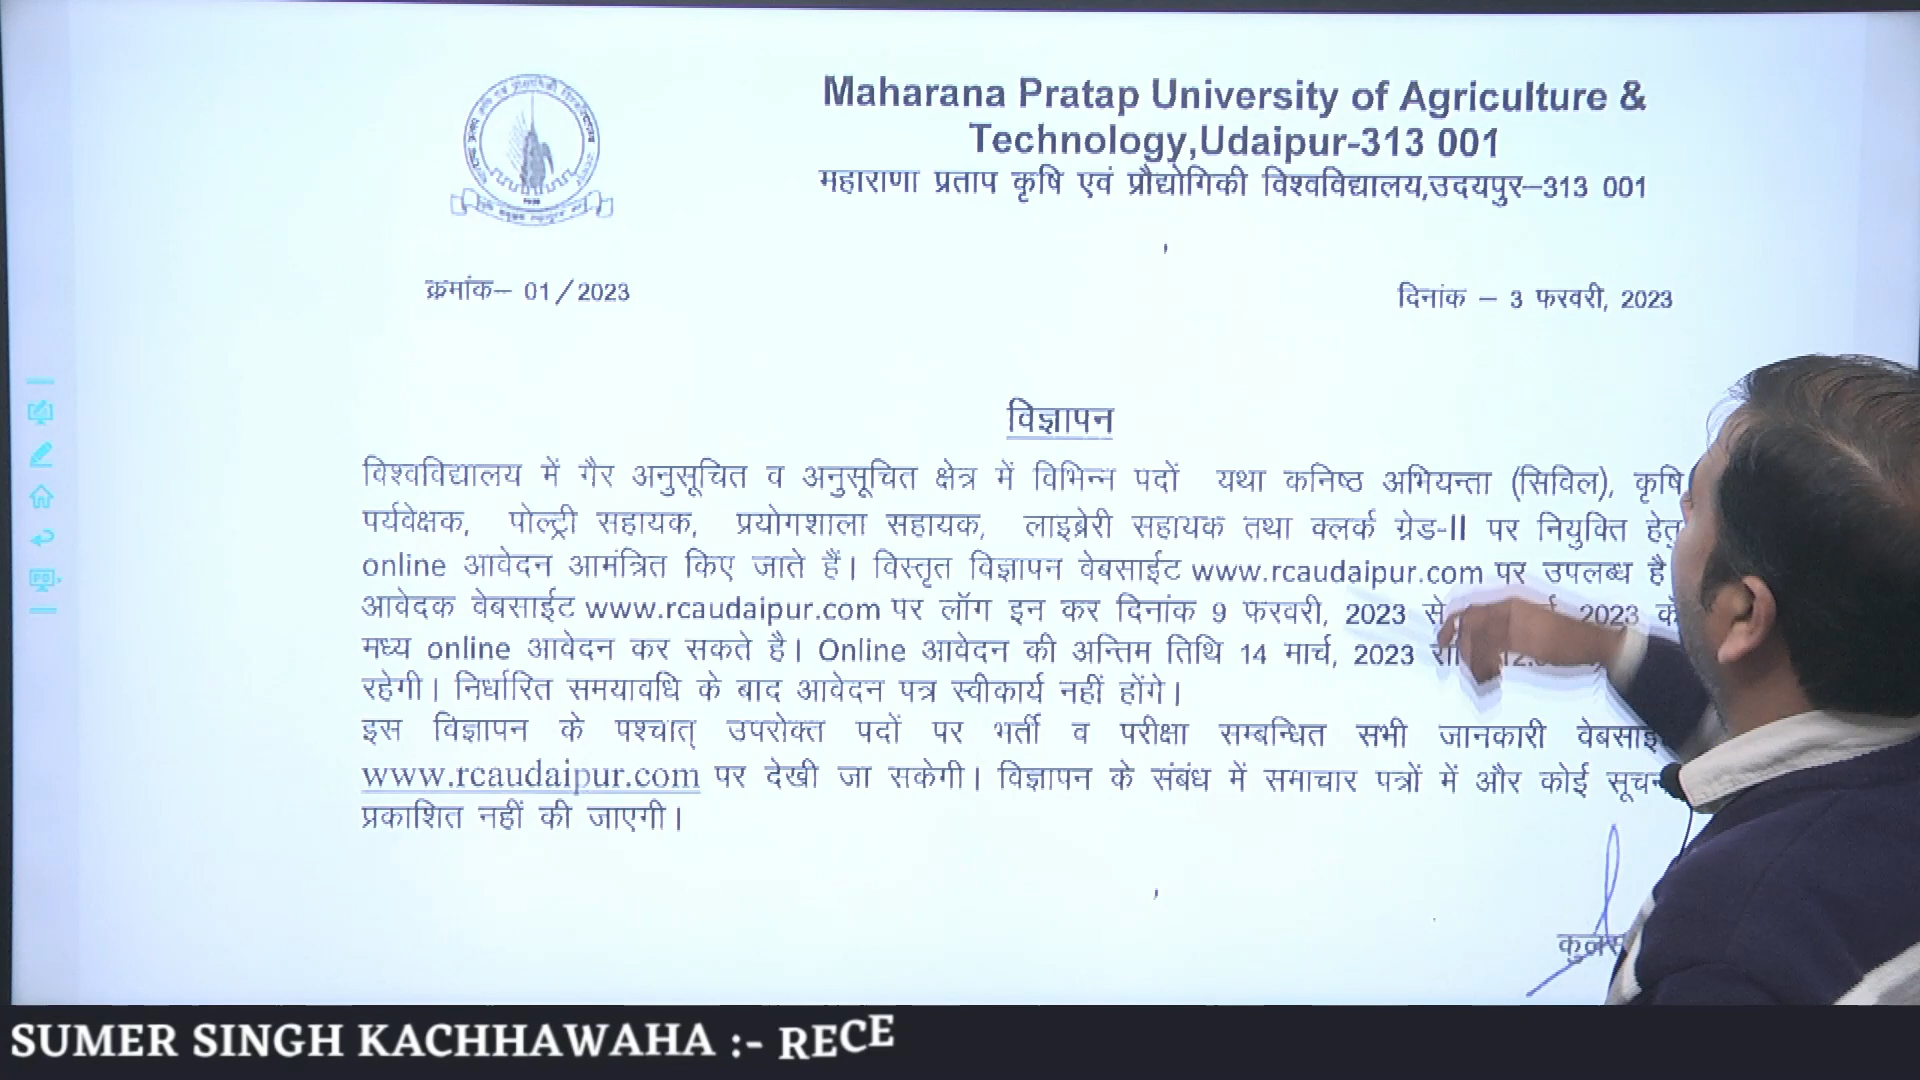 Maharana Pratap University of Agriculture &
Technology,Udaipur-313 001
महाराणा प्रताप कृषि एवं प्रौद्योगिकी विश्वविद्यालय,उदयपुर–313 001
क्रमांक– 01/2023
दिनांक – 3 फरवरी, 2023
विज्ञापन
विश्वविद्यालय में गैर अनुसूचित व अनुसूचित क्षेत्र में विभिन्न पदों यथा कनिष्ठ अभियन्ता (सिविल), कृषि
पर्यवेक्षक, पोल्ट्री सहायक, प्रयोगशाला सहायक, लाइब्रेरी सहायक तथा क्लर्क ग्रेड-II पर नियुक्ति हेतु
online आवेदन आमंत्रित किए जाते हैं। विस्तृत विज्ञापन वेबसाईट www.rcaudaipur.com पर उपलब्ध है
आवेदक वेबसाईट www.rcaudaipur.com पर लॉग इन कर दिनांक 9 फरवरी, 2023 से 2023 के
मध्य online आवेदन कर सकते है। Online आवेदन की अन्तिम तिथि 14 मार्च, 2023
रहेगी। निर्धारित समयावधि के बाद आवेदन पत्र स्वीकार्य नहीं होंगे।
इस विज्ञापन के पश्चात् उपरोक्त पदों पर भर्ती व परीक्षा सम्बन्धित सभी जानकारी
www.rcaudaipur.com पर देखी जा सकेगी। विज्ञापन के संबंध में समाचार पत्रों में और कोई
प्रकाशित नहीं की जाएगी।
SUMER SINGH KACHHAWAHA :- RECE